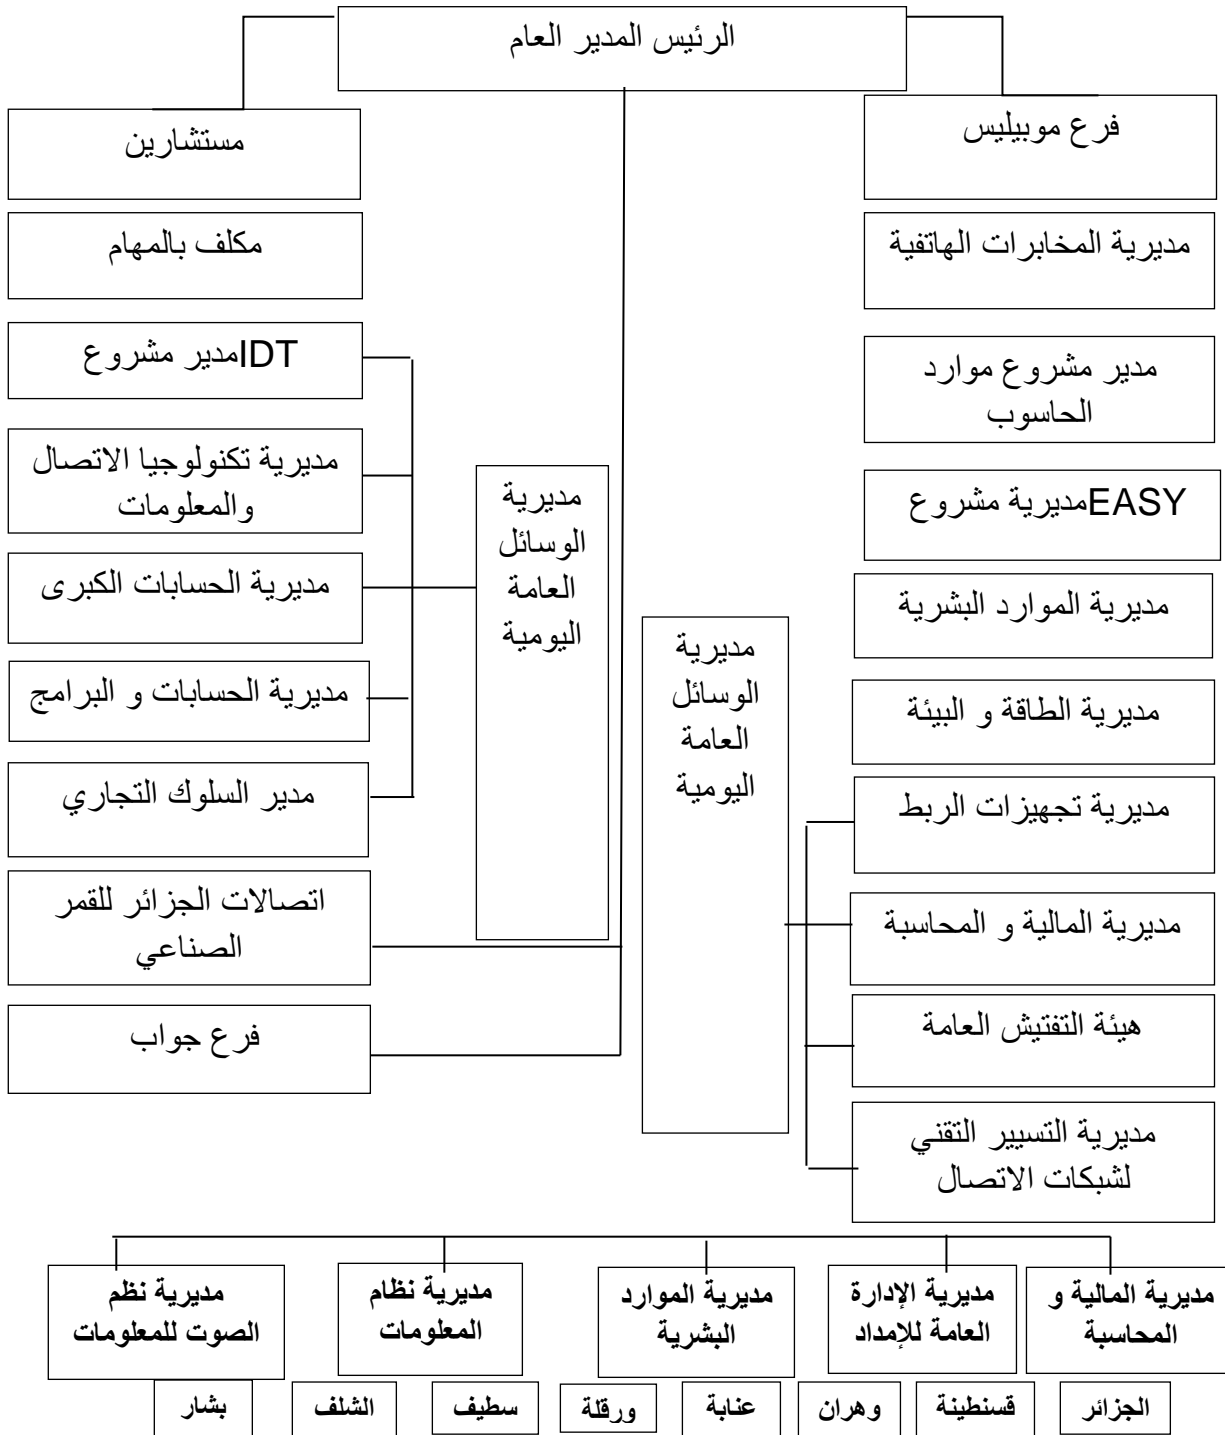 الرئيس المدير العام
فرع موبيليس
مستشارين
مديرية المخابرات الهاتفية
مكلف بالمهام
مدير مشروع موارد
الحاسوب
IDTمدير مشروع
EASYمديرية مشروع
مديرية تكنولوجيا الاتصال
والمعلومات
مديرية
الوسائل
العامة
اليومية
مديرية الحسابات الكبرى
مديرية الموارد البشرية
مديرية
الوسائل
العامة
اليومية
مديرية الحسابات و البرامج
مديرية الطاقة و البيئة
مدير السلوك التجاري
مديرية تجهيزات الربط
اتصالات الجزائر للقمر
الصناعي
مديرية المالية و المحاسبة
فرع جواب
هيئة التفتيش العامة
مديرية التسيير التقني
لشبكات الاتصال
مديرية المالية و
المحاسبة
مديرية الإدارة
العامة للإمداد
مديرية الموارد
البشرية
مديرية نظام
المعلومات
مديرية نظم
الصوت للمعلومات
الجزائر
قسنطينة
وهران
عنابة
ورقلة
سطيف
الشلف
بشار